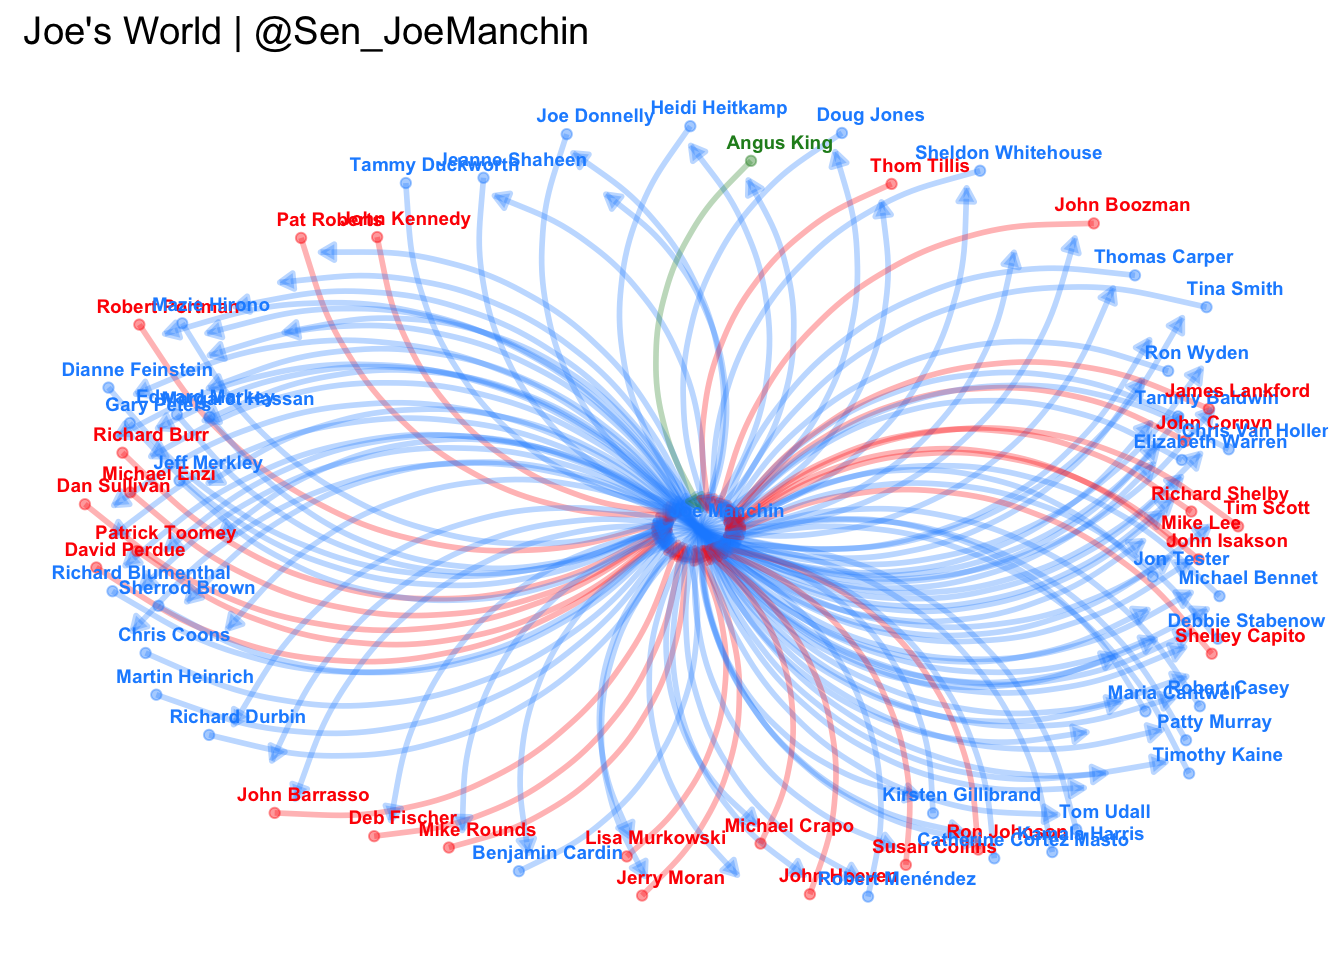 Joe's World | @Sen_JoeManchin
Heidi Heitkamp
Joe Donnelly
Doug Jones
Angus King
Sheldon Whitehouse
Jeanne Shaheen
Tammy Duckworth
Thom Tillis
John Boozman
Pat Roberts
John Kennedy
Thomas Carper
Tina Smith
Robert Portman
Mazie Hirono
Ron Wyden
Dianne Feinstein
James Lankford
Edward Markey
Margaret Hassan
Tammy Baldwin
Gary Peters
John Cornyn
Chris Van Hollen
Richard Burr
Elizabeth Warren
Jeff Merkley
Michael Enzi
Dan Sullivan
Richard Shelby
Tim Scott
Joe Manchin
Mike Lee
Patrick Toomey
John Isakson
David Perdue
Jon Tester
Richard Blumenthal
Michael Bennet
Sherrod Brown
Debbie Stabenow
Chris Coons
Shelley Capito
Martin Heinrich
Robert Casey
Maria Cantwell
Richard Durbin
Patty Murray
Timothy Kaine
John Barrasso
Kirsten Gillibrand
Deb Fischer
Tom Udall
Mike Rounds
Michael Crapo
Ron Johnson
Kamala Harris
Lisa Murkowski
Catherine Cortez Masto
Susan Collins
Benjamin Cardin
Jerry Moran
John Hoeven
Robert Menéndez